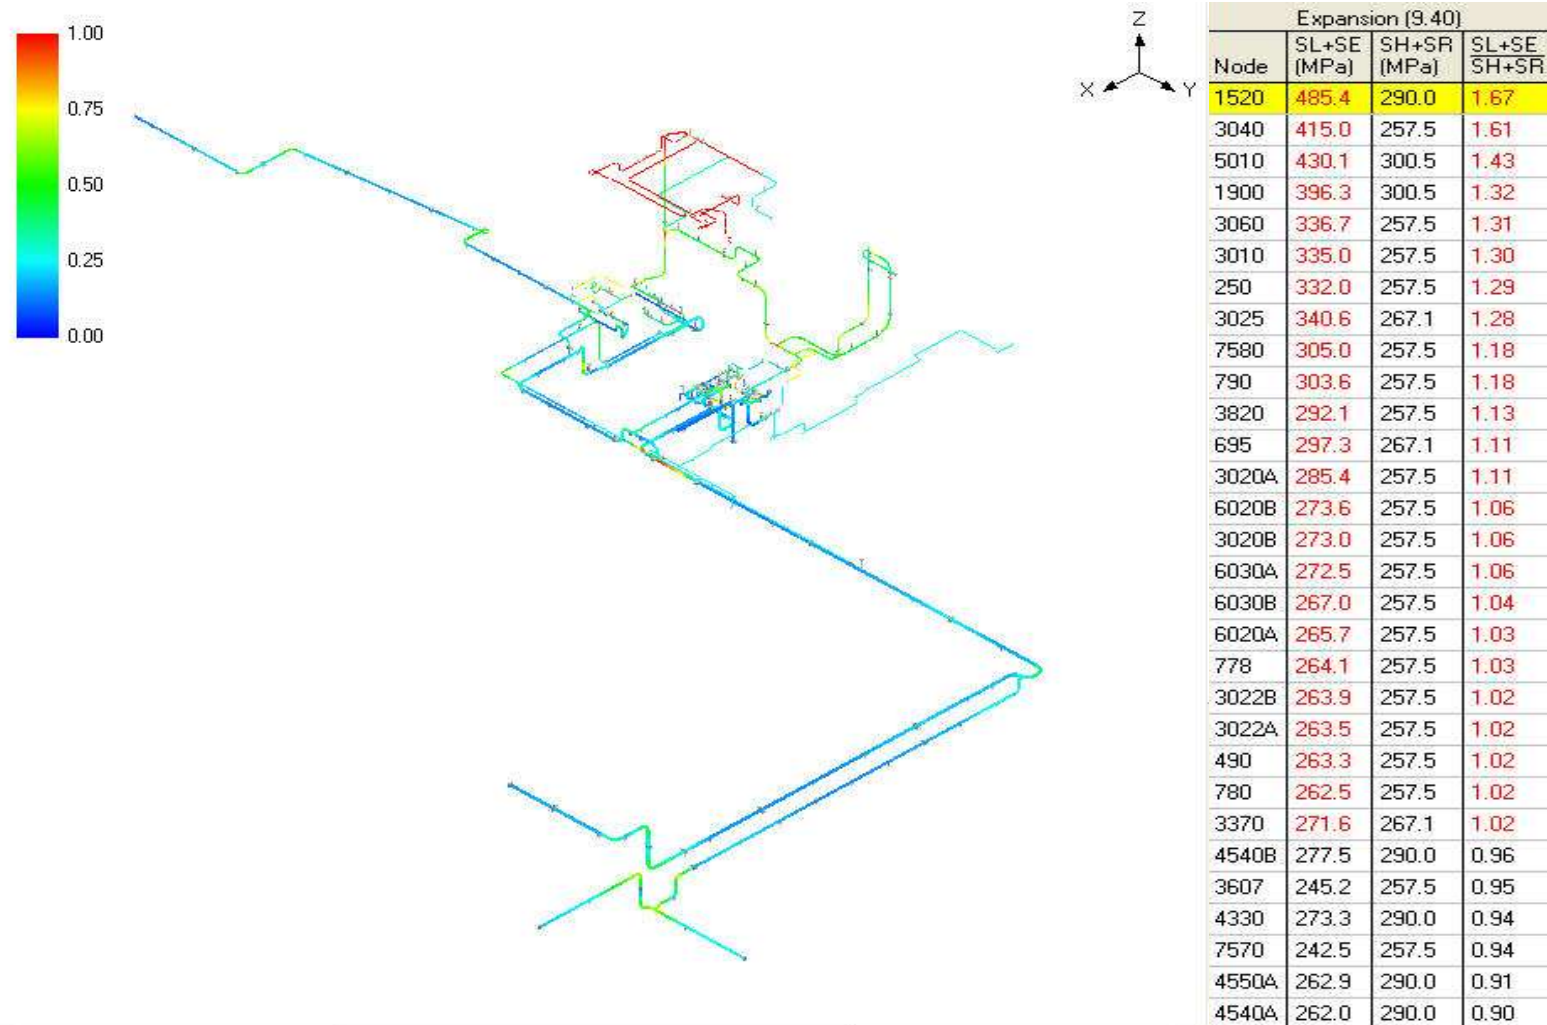 1.00
0.75
0.50
0.25
0.00
Z
X
Y
Expansion (9.40)
Node SL+SE (MPa) SH+SR (MPa) SL+SE SH+SR
1520 485.4 290.0 1.67
3040 415.0 257.5 1.61
5010 430.1 300.5 1.43
1900 396.3 300.5 1.32
3060 336.7 257.5 1.31
3010 335.0 257.5 1.30
250 332.0 257.5 1.29
3025 340.6 267.1 1.28
7580 305.0 257.5 1.18
790 303.6 257.5 1.18
3820 292.1 257.5 1.13
695 297.3 267.1 1.11
3020A 285.4 257.5 1.11
6020B 273.6 257.5 1.06
3020B 273.0 257.5 1.06
6030A 272.5 257.5 1.06
6030B 267.0 257.5 1.04
6020A 265.7 257.5 1.03
778 264.1 257.5 1.03
3022B 263.9 257.5 1.02
3022A 263.5 257.5 1.02
490 263.3 257.5 1.02
780 262.5 257.5 1.02
3370 271.6 267.1 1.02
4540B 277.5 290.0 0.96
3607 245.2 257.5 0.95
4330 273.3 290.0 0.94
7570 242.5 257.5 0.94
4550A 262.9 290.0 0.91
4540A 262.0 290.0 0.90